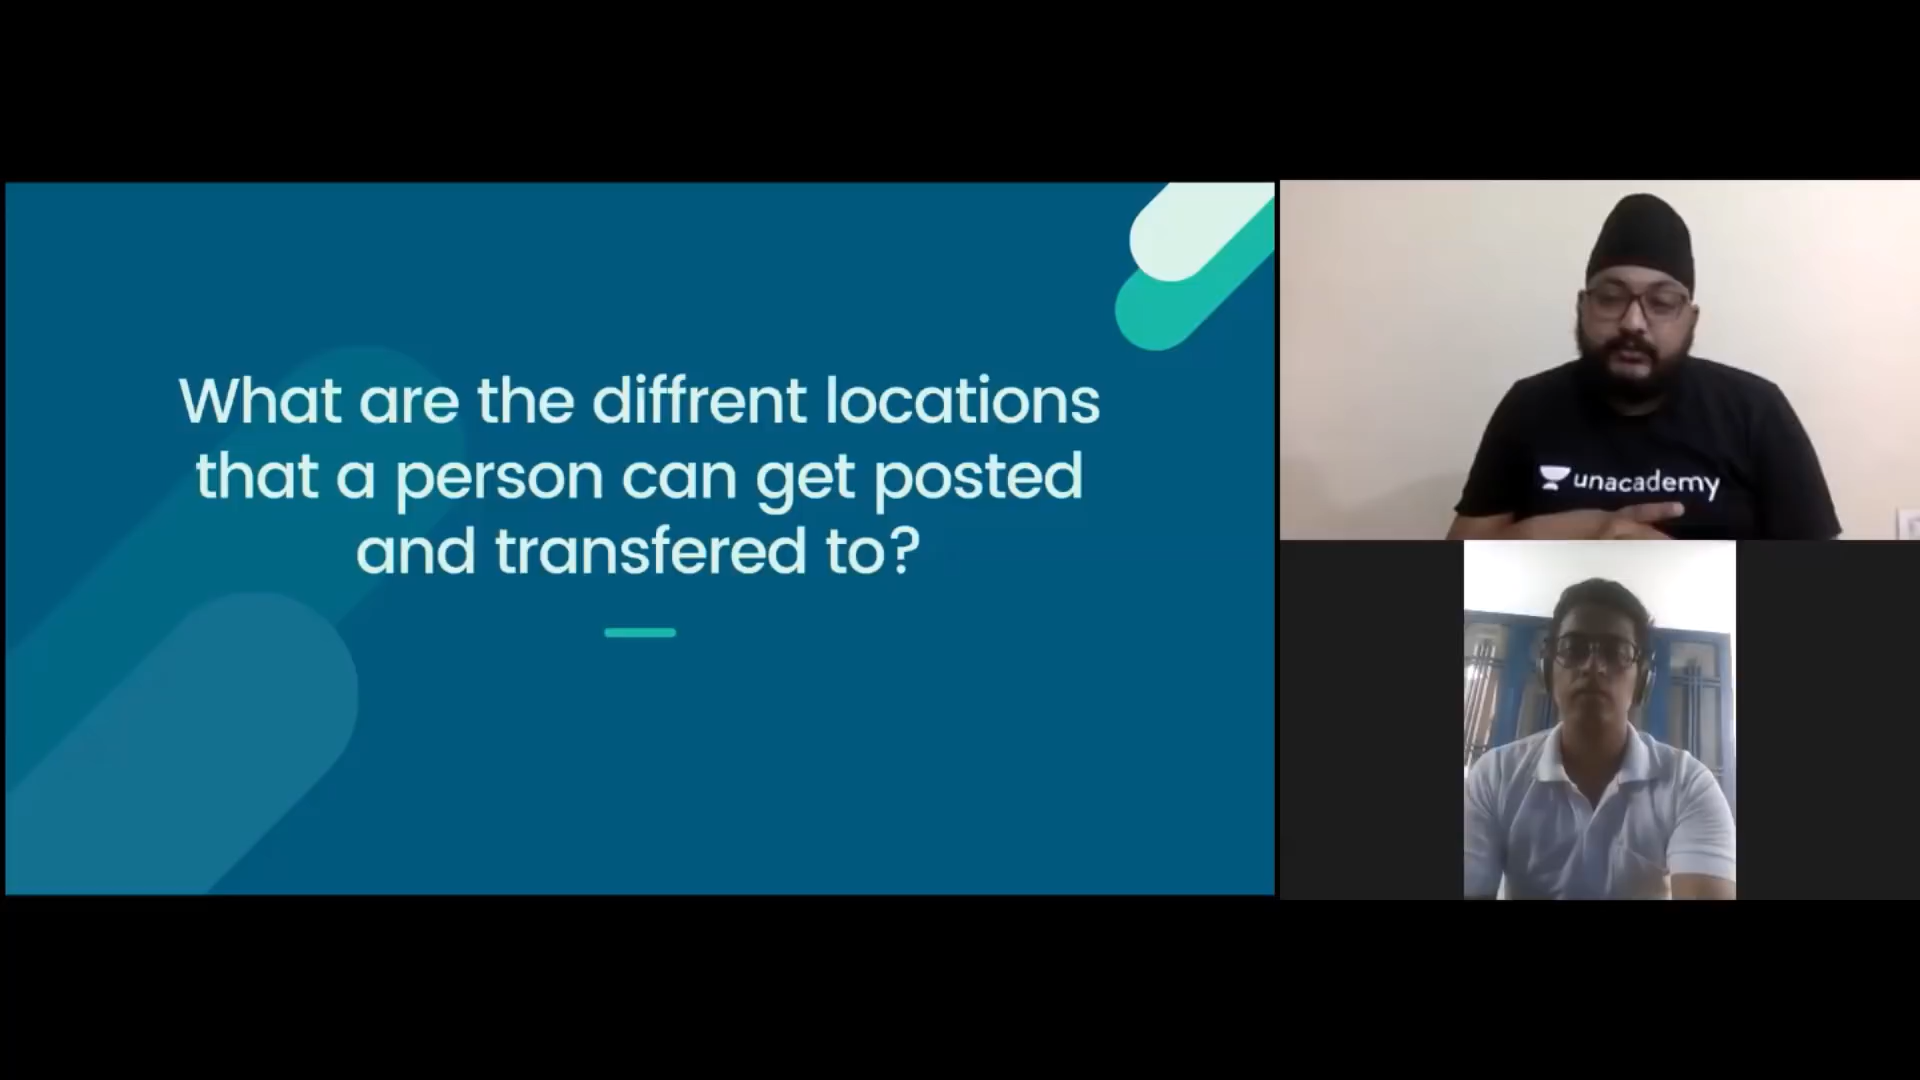 What are the diffrent locations
that a person can get posted
and transfered to?
unacademy